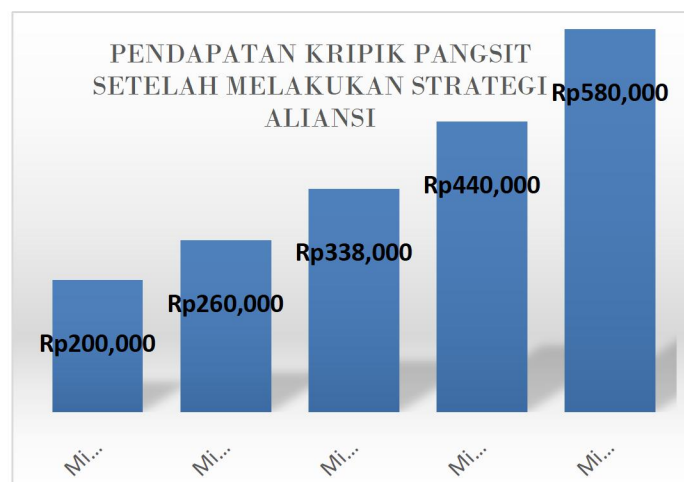 PENDAPATAN KRIPIK PANGSIT
SETELAH MELAKUKAN STRATEGI
ALIANSI
Rp580,000
Rp440,000
Rp338,000
Rp260,000
Rp200,000
Mi...
Mi...
Mi...
Mi...
Mi...